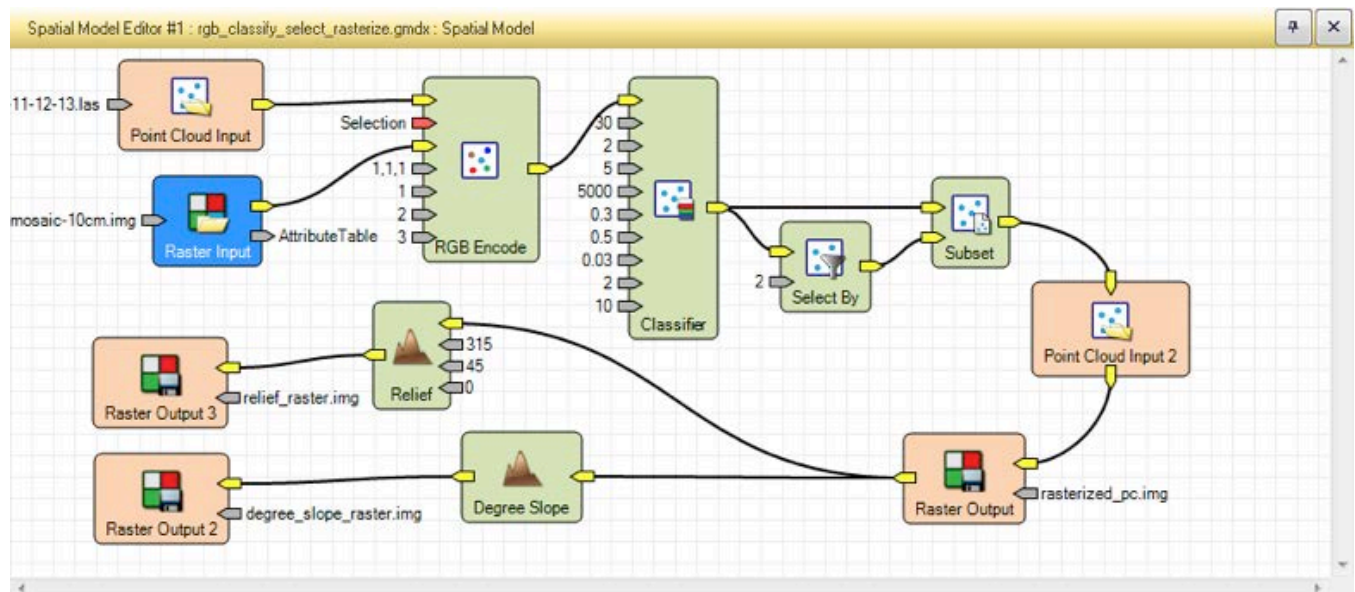 Spatial Model Editor #1 : rgb_classify_select_rasterize.gmdx : Spatial Model
-11-12-13.las
Point Cloud Input
mosaic-10cm.img
Raster Input
AttributeTable
Selection
1,1,1
1
2
3
RGB Encode
30
2
5
5000
0.3
0.5
0.03
2
10
Classifier
2
Select By
Subset
Point Cloud Input 2
Raster Output
rasterized_pc.img
Relief
315
45
0
Raster Output 3
relief_raster.img
Degree Slope
Raster Output 2
degree_slope_raster.img